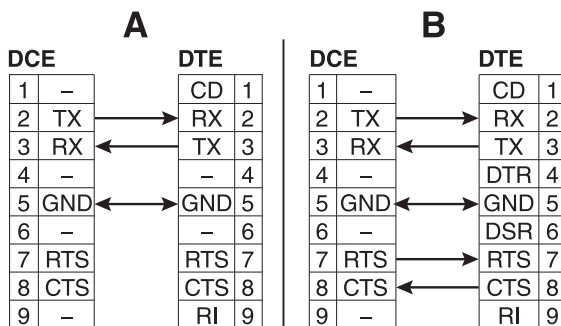 A B
DCE DTE DCE DTE
1 – CD 1 1 – CD 1
2 TX RX 2 2 TX RX 2
3 RX TX 3 3 RX TX 3
4 – – 4 4 – DTR 4
5 GND GND 5 5 GND GND 5
6 – – 6 6 – DSR 6
7 RTS RTS 7 7 RTS RTS 7
8 CTS CTS 8 8 CTS CTS 8
9 – RI 9 9 – RI 9